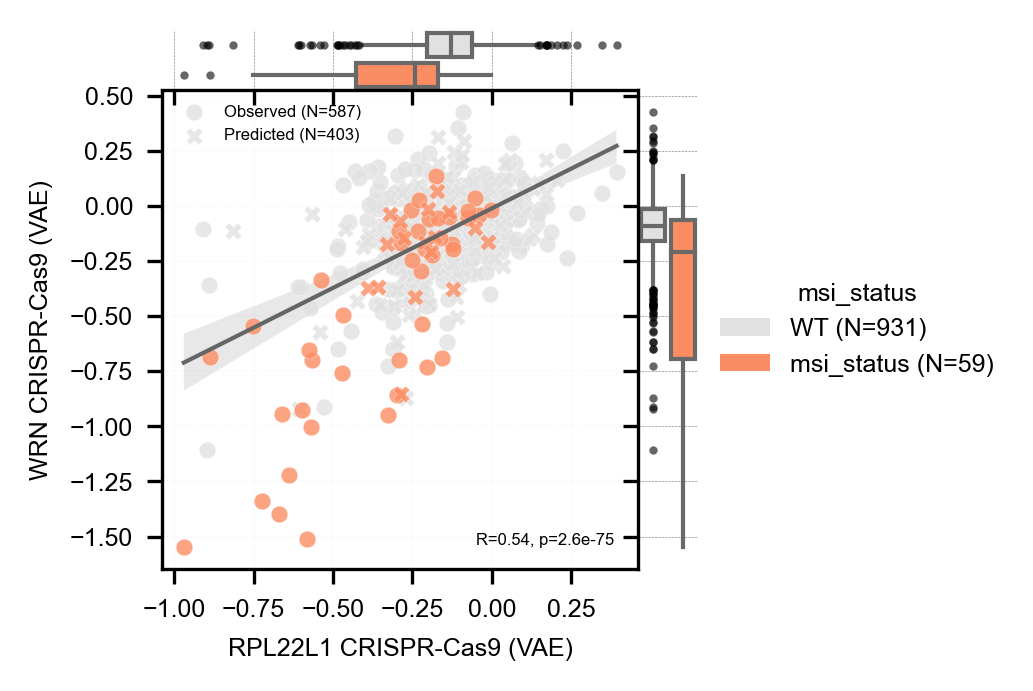 0.50
0.25
0.00
−0.25
−0.50
−0.75
−1.00
−1.25
−1.50
WRN CRISPR-Cas9 (VAE)
Observed (N=587)
Predicted (N=403)
R=0.54, p=2.6e-75
−1.00 −0.75 −0.50 −0.25 0.00 0.25
RPL22L1 CRISPR-Cas9 (VAE)
msi_status
WT (N=931)
msi_status (N=59)